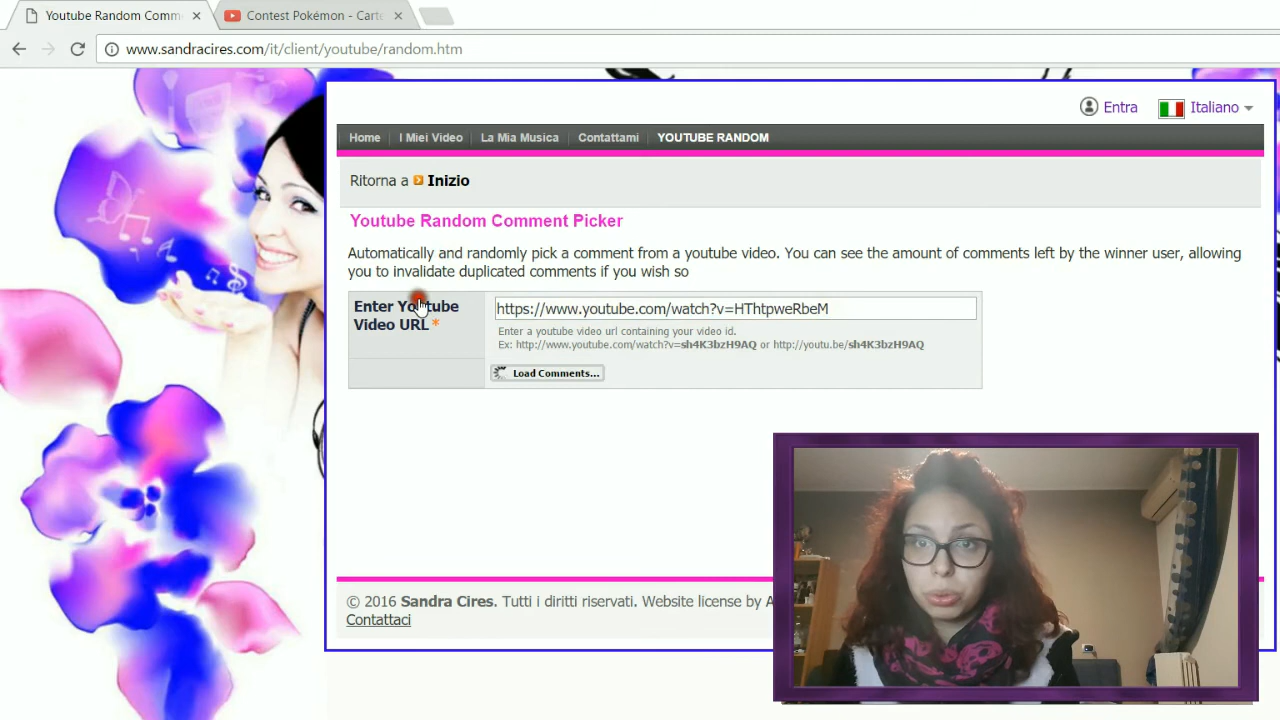 Youtube Random Comm
Contest Pokémon - Carte
www.sandracires.com/it/client/youtube/random.htm
Entra
Italiano
Home
I Miei Video
La Mia Musica
Contattami
YOUTUBE RANDOM
Ritorna a Inizio
Youtube Random Comment Picker
Automatically and randomly pick a comment from a youtube video. You can see the amount of comments left by the winner user, allowing
you to invalidate duplicated comments if you wish so
Enter Youtube
Video URL *
https://www.youtube.com/watch?v=HThtpweRbeM
Enter a youtube video url containing your video id.
Ex: http://www.youtube.com/watch?v=sh4K3bzH9AQ or http://youtu.be/sh4K3bzH9AQ
Load Comments...
© 2016 Sandra Cires. Tutti i diritti riservati. Website license by A
Contattaci